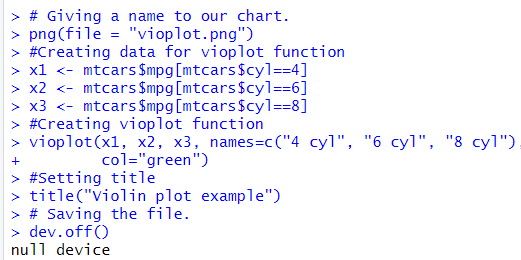 > # Giving a name to our chart.
> png(file = "vioplot.png")
> #Creating data for vioplot function
> x1 <- mtcars$mpg[mtcars$cyl==4]
> x2 <- mtcars$mpg[mtcars$cyl==6]
> x3 <- mtcars$mpg[mtcars$cyl==8]
> #Creating vioplot function
> vioplot(x1, x2, x3, names=c("4 cyl", "6 cyl", "8 cyl"),
+         col="green")
> #Setting title
> title("Violin plot example")
> # Saving the file.
> dev.off()
null device